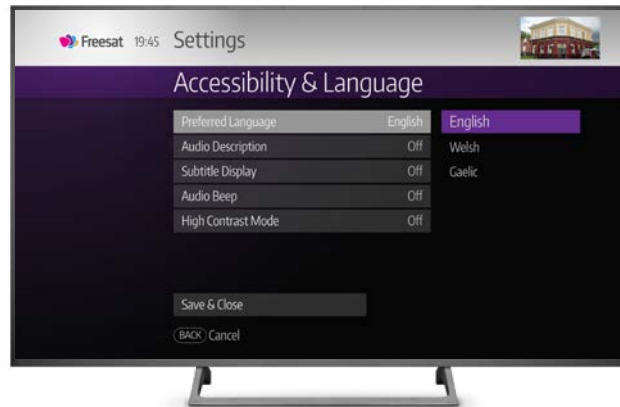 Freesat 19:45 Settings
Accessibility & Language
Preferred Language English English
Audio Description Off Welsh
Subtitle Display Off Gaelic
Audio Beep Off
High Contrast Mode Off
Save & Close
BACK Cancel